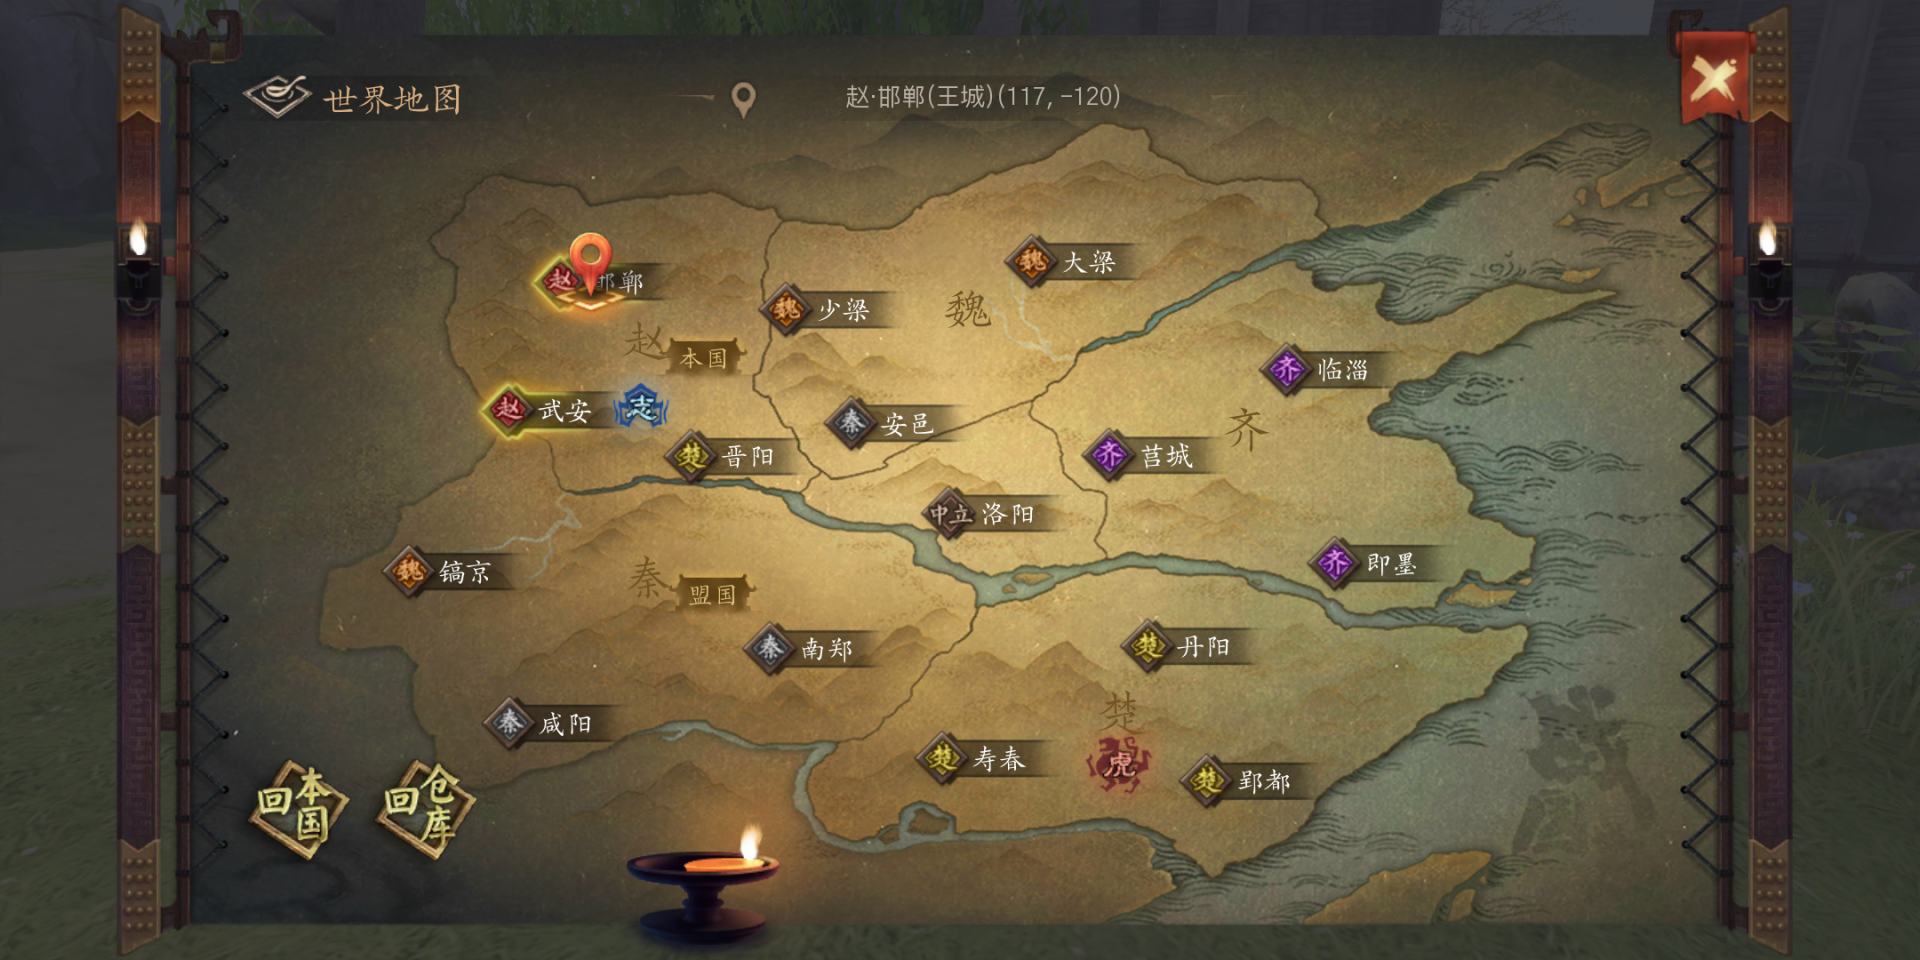 世界地图
赵·邯郸(王城)(117, -120)
魏 大梁
赵 邯郸
魏 少梁
魏
赵 本国
齐 临淄
赵 武安 志
秦 安邑
齐
楚 晋阳
齐 莒城
中立 洛阳
魏 镐京
齐 即墨
秦 盟国
秦 南郑
楚 丹阳
秦 咸阳
楚
楚 寿春
虎
楚 郢都
回本国
回仓库